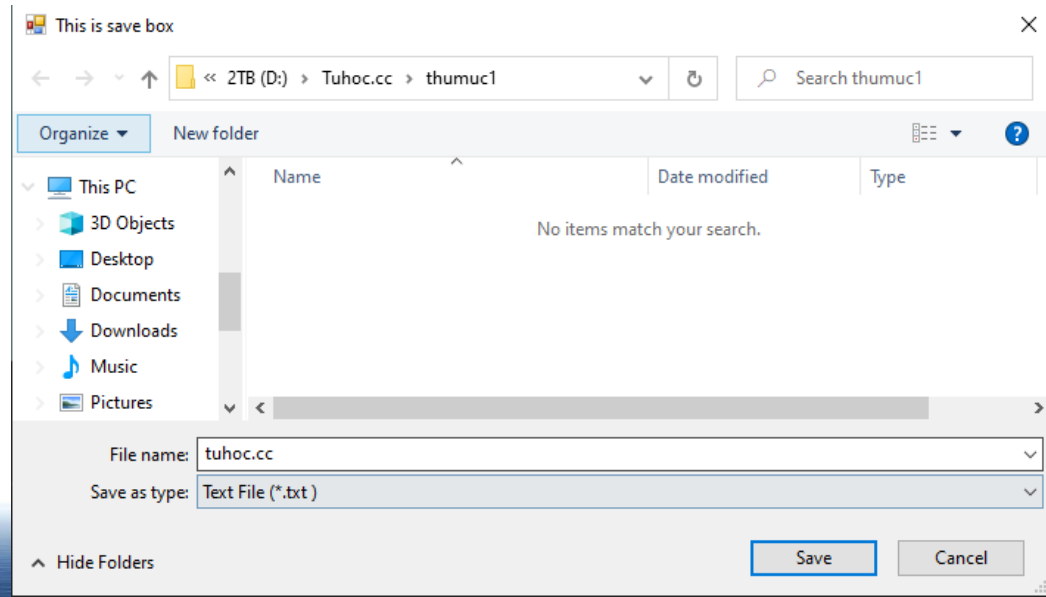 This is save box
« 2TB (D:) › Tuhoc.cc › thumuc1 Search thumuc1
Organize New folder ?
This PC Name Date modified Type
3D Objects
No items match your search.
Desktop
Documents
Downloads
Music
Pictures
File name: tuhoc.cc
Save as type: Text File (*.txt )
Hide Folders Save Cancel